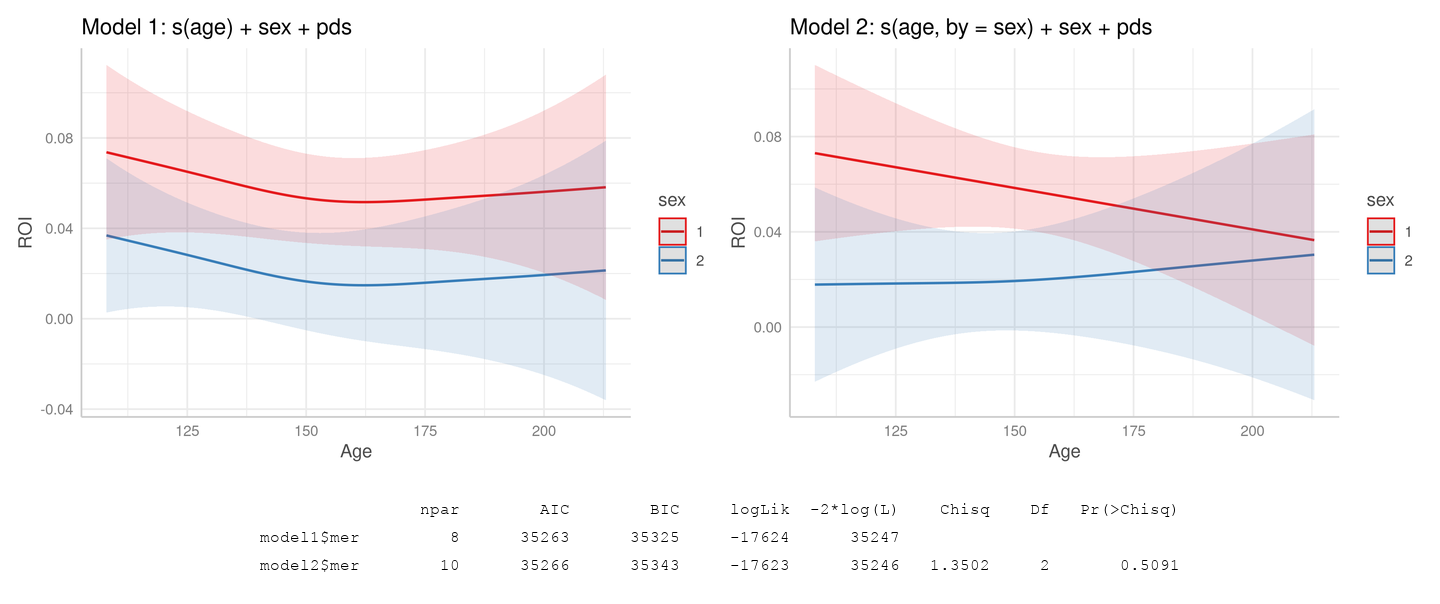 Model 1: s(age) + sex + pds
ROI
0.08
0.04
0.00
-0.04
125 150 175 200
Age
sex
1
2
Model 2: s(age, by = sex) + sex + pds
ROI
0.08
0.04
0.00
125 150 175 200
Age
sex
1
2
npar AIC BIC logLik -2*log(L) Chisq Df Pr(>Chisq)
model1$mer 8 35263 35325 -17624 35247
model2$mer 10 35266 35343 -17623 35246 1.3502 2 0.5091